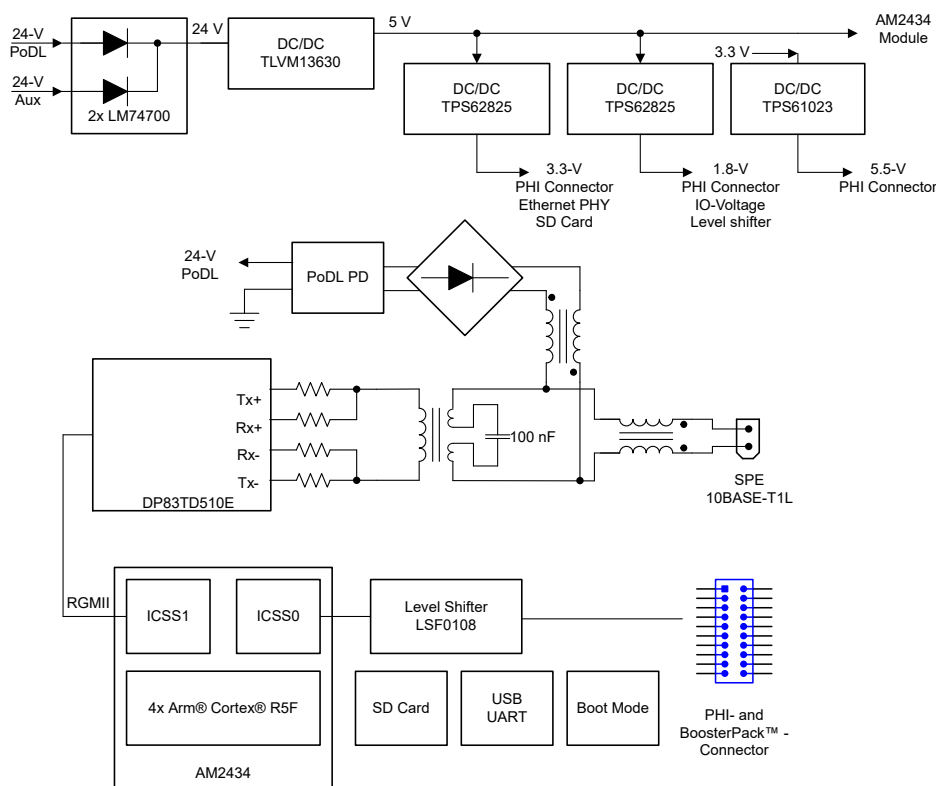 24-V
PoDL
24-V
Aux
2x LM74700
24 V
DC/DC
TLVM13630
5 V
AM2434
Module
DC/DC
TPS62825
DC/DC
TPS62825
3.3 V
DC/DC
TPS61023
3.3-V
PHI Connector
Ethernet PHY
SD Card
1.8-V
PHI Connector
IO-Voltage
Level shifter
5.5-V
PHI Connector
24-V
PoDL
PoDL PD
Tx+
Rx+
Rx-
Tx-
DP83TD510E
100 nF
SPE
10BASE-T1L
RGMII
ICSS1
ICSS0
Level Shifter
LSF0108
4x Arm® Cortex® R5F
SD Card
USB
UART
Boot Mode
AM2434
PHI- and
BoosterPack™ -
Connector